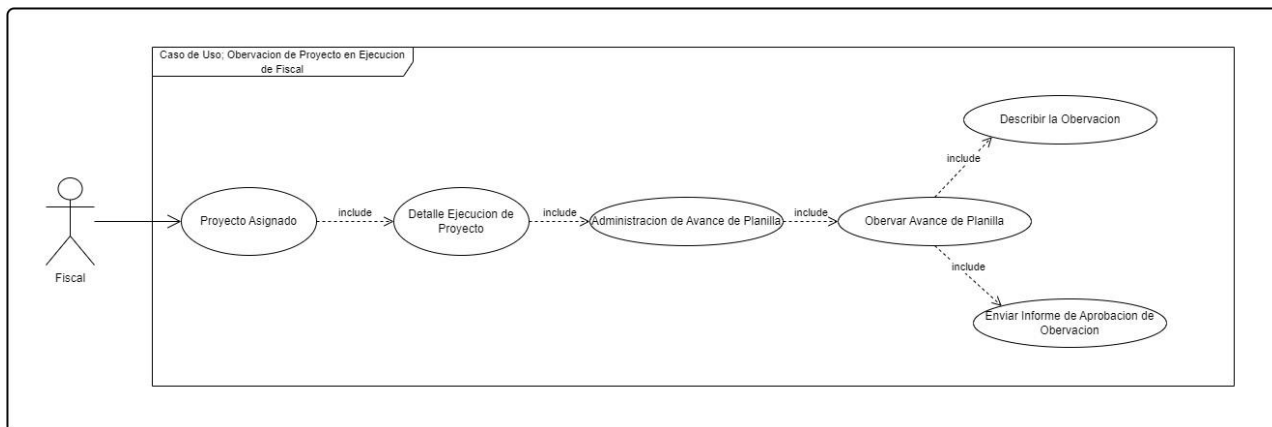 Caso de Uso; Obervacion de Proyecto en Ejecucion
de Fiscal
Describir la Obervacion
include
Proyecto Asignado
include
Detalle Ejecucion de
Proyecto
include
Administracion de Avance de Planilla
include
Obervar Avance de Planilla
Fiscal
include
Enviar Informe de Aprobacion de
Obervacion